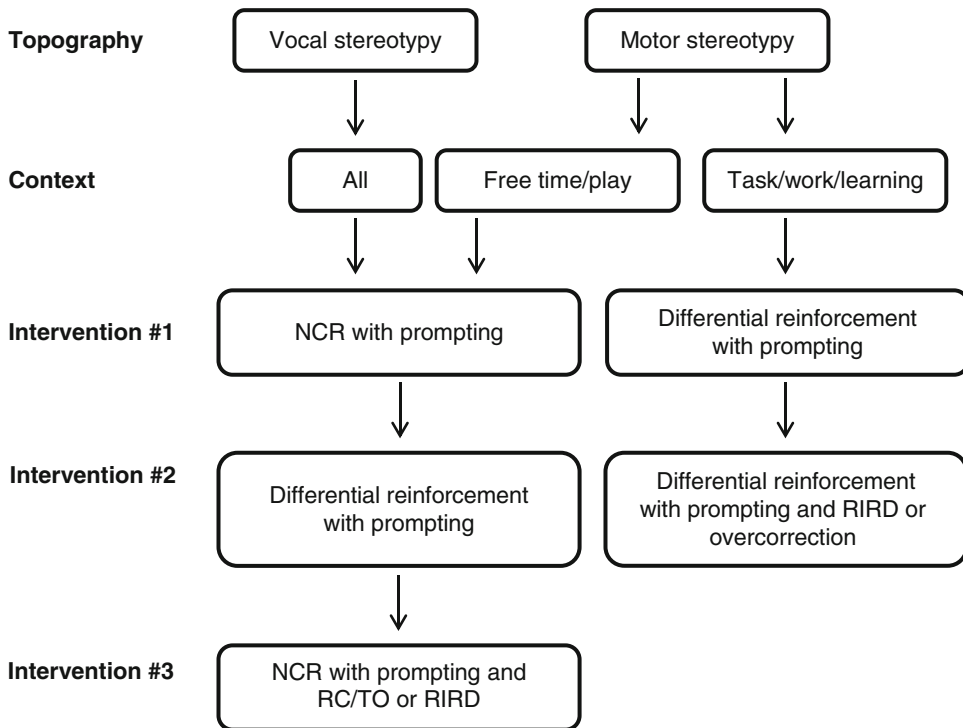 Topography
Vocal stereotypy
Motor stereotypy
Context
All
Free time/play
Task/work/learning
Intervention #1
NCR with prompting
Differential reinforcement
with prompting
Intervention #2
Differential reinforcement
with prompting
Differential reinforcement
with prompting and RIRD or
overcorrection
Intervention #3
NCR with prompting and
RC/TO or RIRD